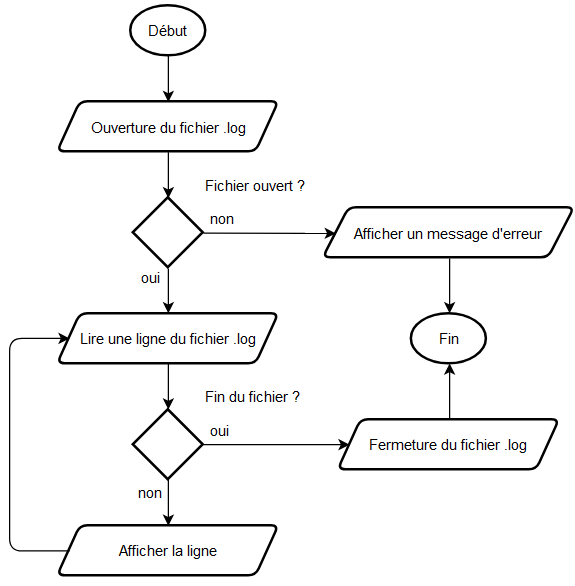 Début
Ouverture du fichier .log
Fichier ouvert ?
non
Afficher un message d'erreur
oui
Lire une ligne du fichier .log
Fin
Fin du fichier ?
oui
Fermeture du fichier .log
non
Afficher la ligne